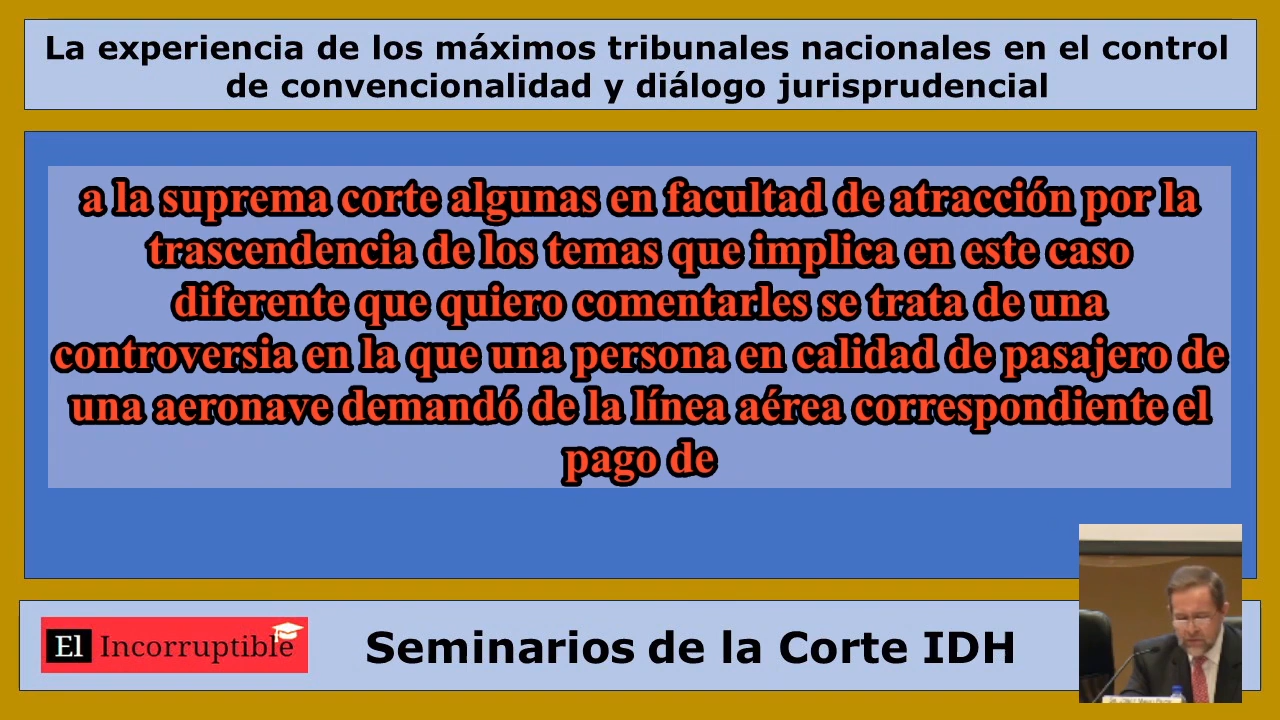 La experiencia de los máximos tribunales nacionales en el control
de convencionalidad y diálogo jurisprudencial
a la suprema corte algunas en facultad de atracción por la
trascendencia de los temas que implica en este caso
diferente que quiero comentarles se trata de una
controversia en la que una persona en calidad de pasajero de
una aeronave demandó de la línea aérea correspondiente el
pago de
El Incorruptible
Seminarios de la Corte IDH